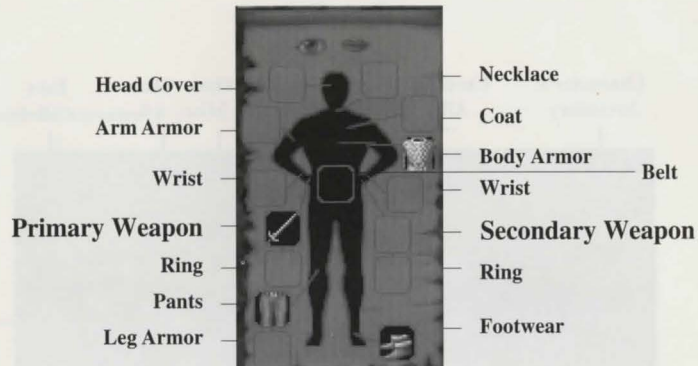 Head Cover
Necklace
Arm Armor
Coat
Body Armor
Wrist
Wrist
Belt
Primary Weapon
Secondary Weapon
Ring
Ring
Pants
Leg Armor
Footwear